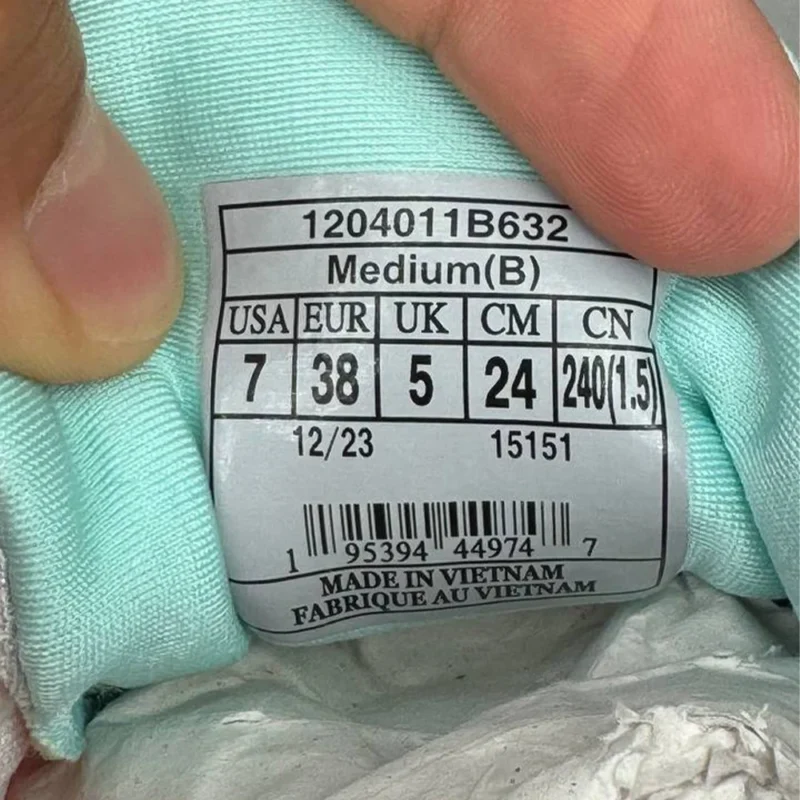 1204011B632
Medium(B)
USA EUR UK CM CN
7 38 5 24 240(1.5)
12/23 15151
1 95394 44974 7
MADE IN VIETNAM
FABRIQUE AU VIETNAM